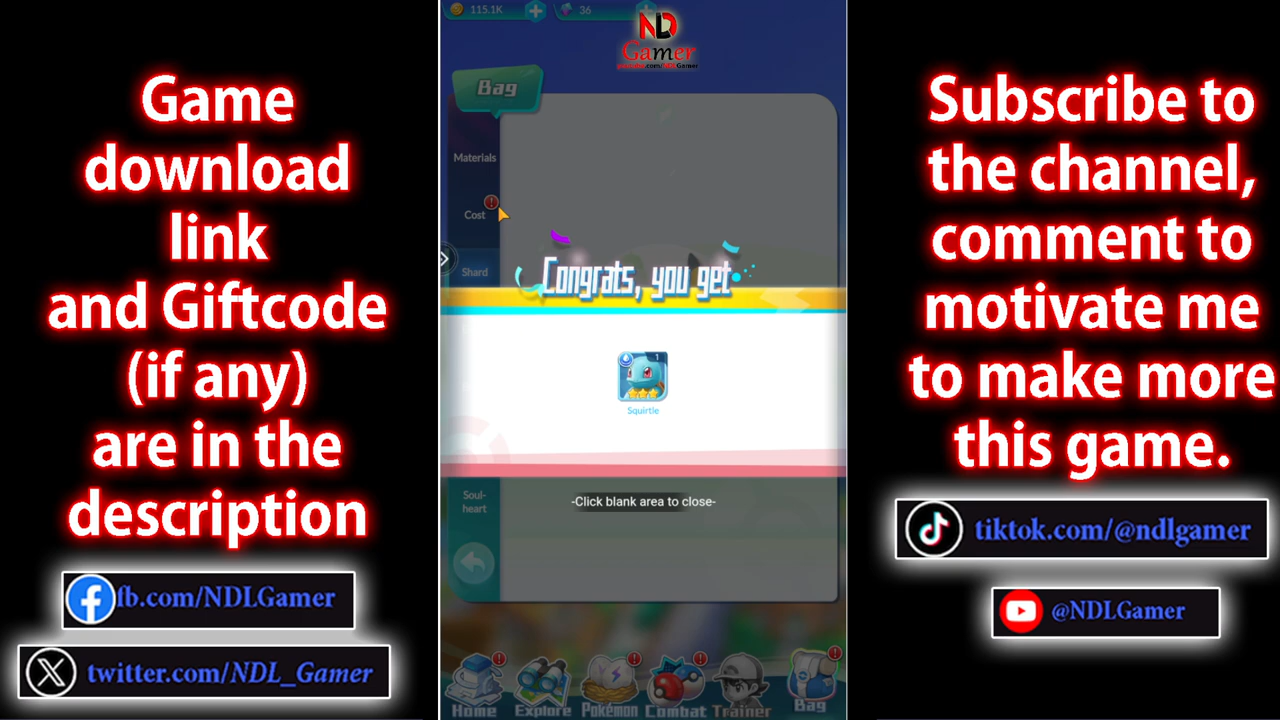 Game
download
link
and Giftcode
(if any)
are in the
description
fb.com/NDLGamer
twitter.com/NDL_Gamer
115.1K
36
NDL
Gamer
Bag
Materials
Cost
Shard
Congrats, you get
1
Squirtle
-Click blank area to close-
Soul-
heart
Home
Explore
Pokémon
Combat
Trainer
Bag
Subscribe to
the channel,
comment to
motivate me
to make more
this game.
tiktok.com/@ndlgamer
@NDLGamer